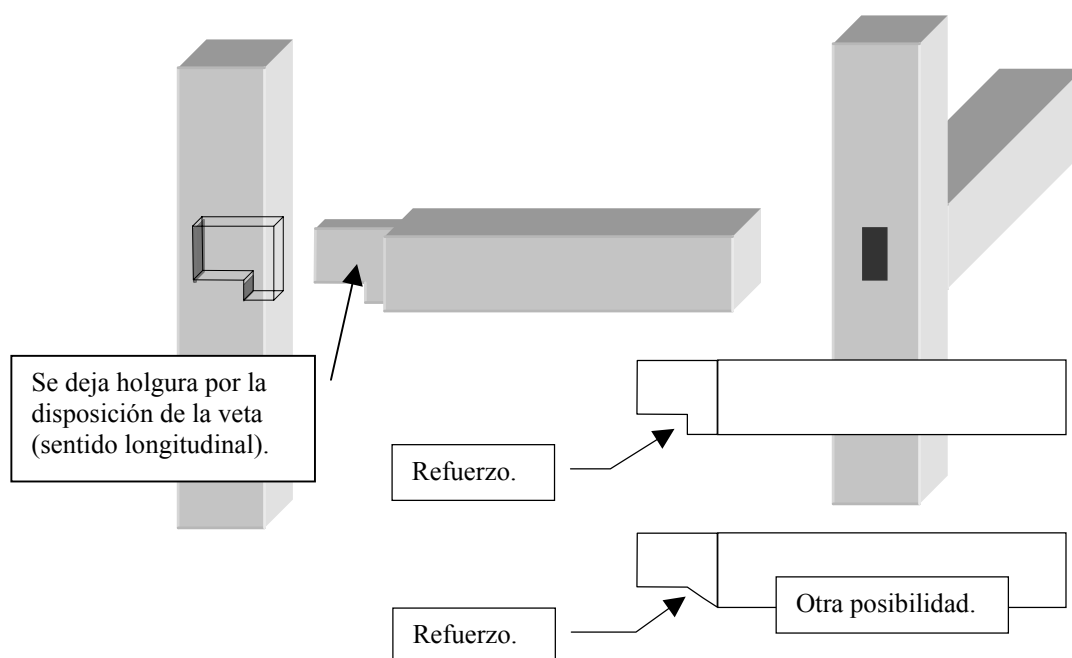 Se deja holgura por la
disposición de la veta
(sentido longitudinal).
Refuerzo.
Otra posibilidad.
Refuerzo.